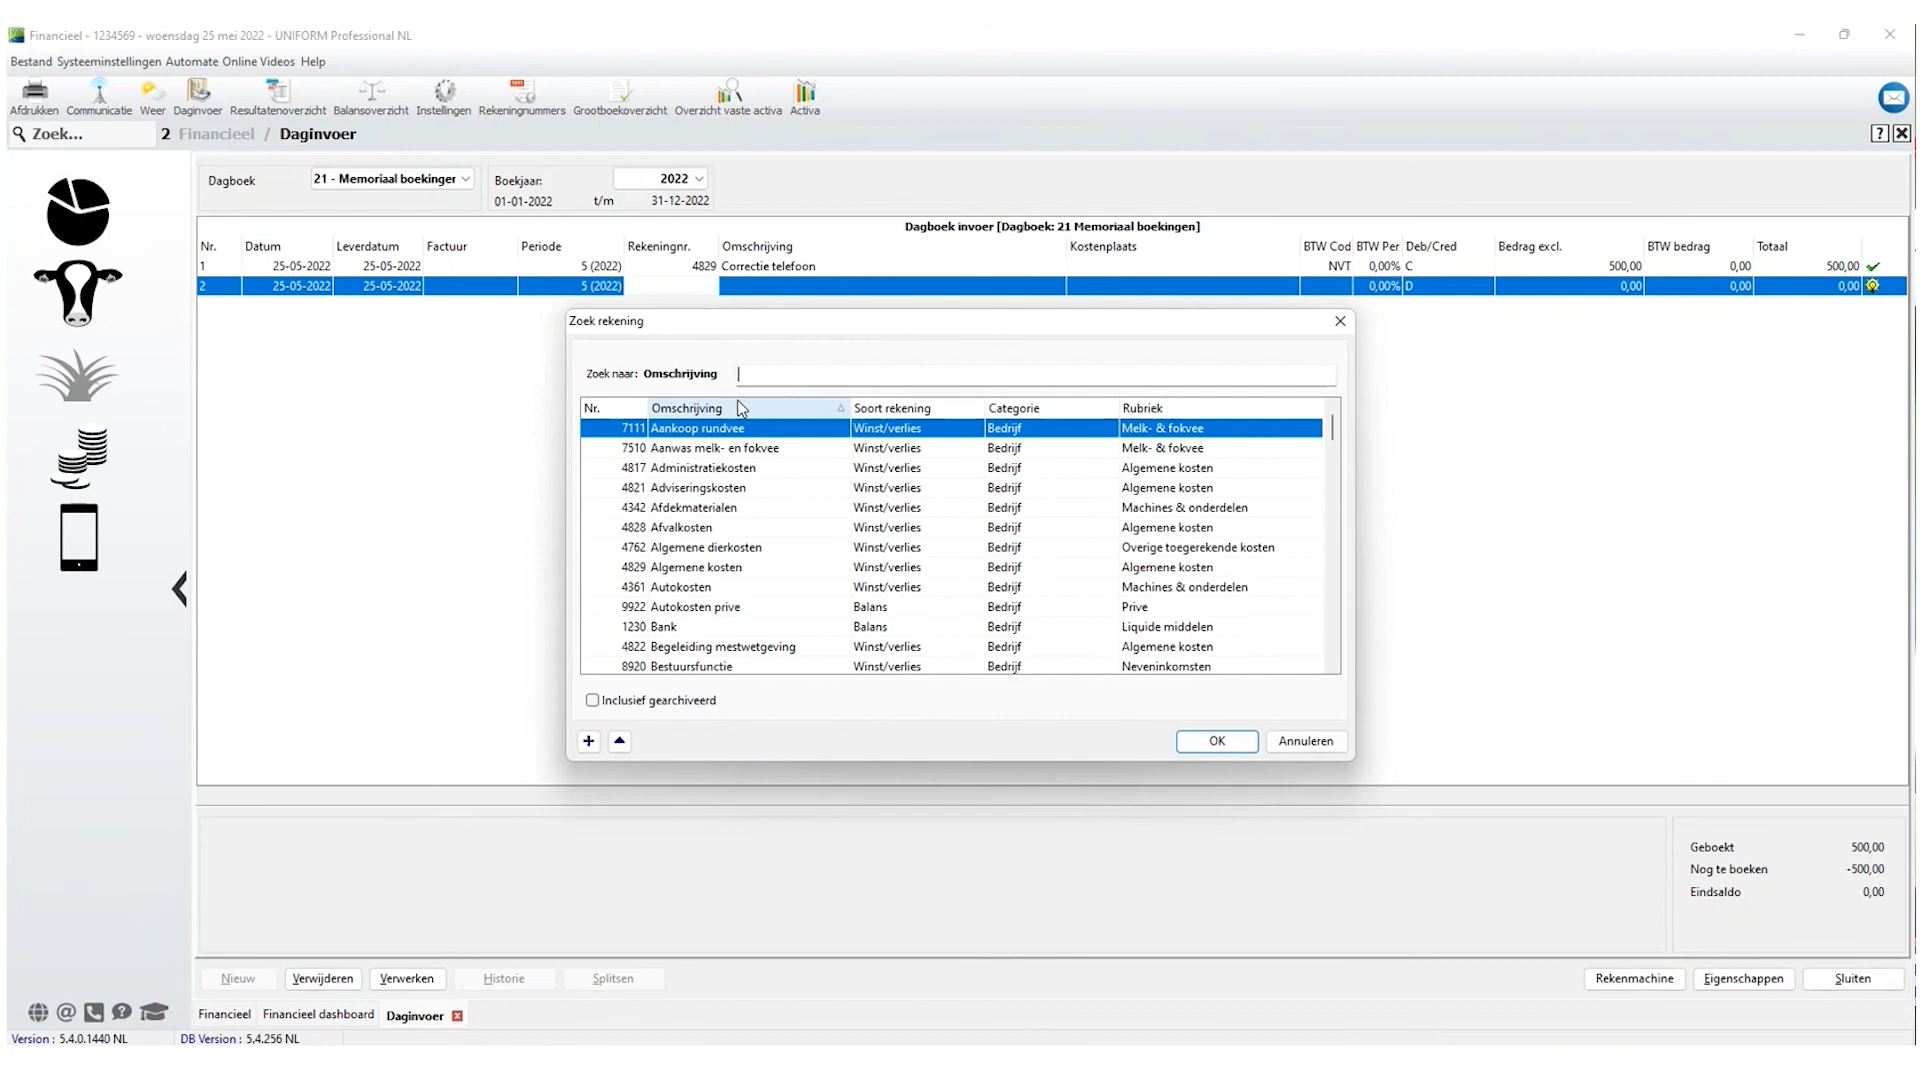 Financieel - 1234569 - woensdag 25 mei 2022 - UNIFORM Professional NL
Bestand Systeeminstellingen Automate Online Videos Help
Afdrukken Communicatie Weer Daginvoer Resultatenoverzicht Balansoverzicht Instellingen Rekeningnummers Grootboekoverzicht Overzicht vaste activa Activa
Zoek... 2 Financieel / Daginvoer ?
Dagboek 21 - Memoriaal boekinger Boekjaar: 2022
01-01-2022 t/m 31-12-2022
Dagboek invoer [Dagboek: 21 Memoriaal boekingen]
Nr. Datum Leverdatum Factuur Periode Rekeningnr. Omschrijving Kostenplaats BTW Cod BTW Per Deb/Cred Bedrag excl. BTW bedrag Totaal
1 25-05-2022 25-05-2022 5 (2022) 4829 Correctie telefoon NVT 0,00% C 500,00 0,00 500,00
2 25-05-2022 25-05-2022 5 (2022) 0,00% D 0,00 0,00 0,00
Zoek rekening
Zoek naar: Omschrijving
Nr. Omschrijving Soort rekening Categorie Rubriek
7111 Aankoop rundvee Winst/verlies Bedrijf Melk- & fokvee
7510 Aanwas melk- en fokvee Winst/verlies Bedrijf Melk- & fokvee
4817 Administratiekosten Winst/verlies Bedrijf Algemene kosten
4821 Adviseringskosten Winst/verlies Bedrijf Algemene kosten
4342 Afdekmaterialen Winst/verlies Bedrijf Machines & onderdelen
4828 Afvalkosten Winst/verlies Bedrijf Algemene kosten
4762 Algemene dierkosten Winst/verlies Bedrijf Overige toegerekende kosten
4829 Algemene kosten Winst/verlies Bedrijf Algemene kosten
4361 Autokosten Winst/verlies Bedrijf Machines & onderdelen
9922 Autokosten prive Balans Bedrijf Prive
1230 Bank Balans Bedrijf Liquide middelen
4822 Begeleiding mestwetgeving Winst/verlies Bedrijf Algemene kosten
8920 Bestuursfunctie Winst/verlies Bedrijf Neveninkomsten
Inclusief gearchiveerd
OK Annuleren
Geboekt 500,00
Nog te boeken -500,00
Eindsaldo 0,00
Nieuw Verwijderen Verwerken Historie Splitsen Rekenmachine Eigenschappen Sluiten
Financieel Financieel dashboard Daginvoer
Version : 5.4.0.1440 NL DB Version : 5.4.256 NL